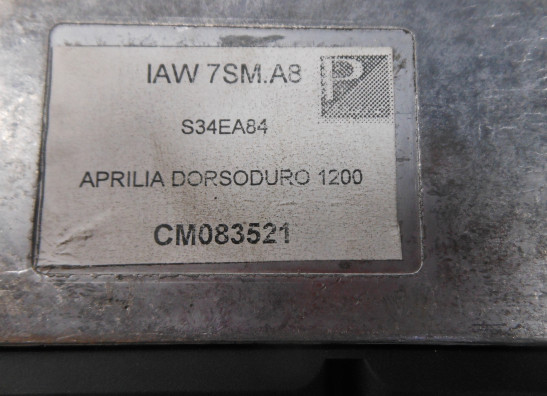 IAW 7SM.A8
P
S34EA84
APRILIA DORSODURO 1200
CM083521